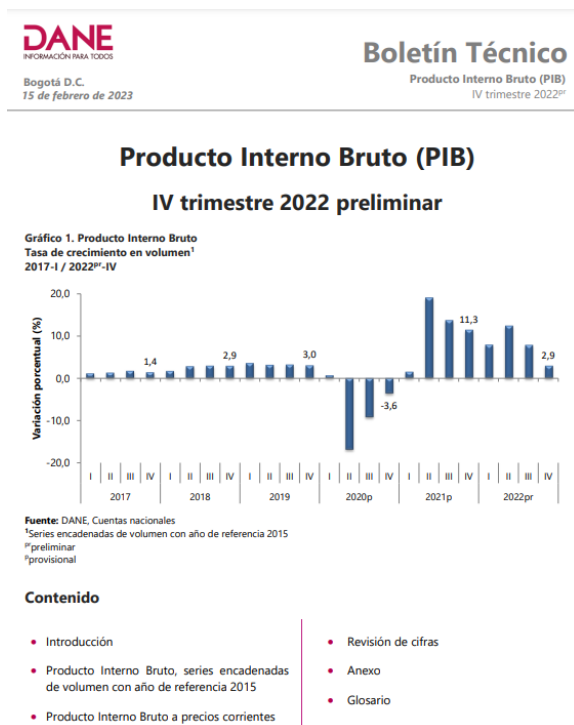 DANE
INFORMACIÓN PARA TODOS
Bogotá D.C.
15 de febrero de 2023
Boletín Técnico
Producto Interno Bruto (PIB)
IV trimestre 2022ᵖʳ
Producto Interno Bruto (PIB)
IV trimestre 2022 preliminar
Gráfico 1. Producto Interno Bruto
Tasa de crecimiento en volumen¹
2017-I / 2022ᵖʳ-IV
Variación porcentual (%)
20,0
10,0
0,0
-10,0
-20,0
1,4
2,9
3,0
-3,6
11,3
2,9
I II III IV I II III IV I II III IV I II III IV I II III IV I II III IV
2017 2018 2019 2020p 2021p 2022pr
Fuente: DANE, Cuentas nacionales
¹Series encadenadas de volumen con año de referencia 2015
ᵖʳpreliminar
ᵖprovisional
Contenido
• Introducción
• Producto Interno Bruto, series encadenadas
de volumen con año de referencia 2015
• Producto Interno Bruto a precios corrientes
• Revisión de cifras
• Anexo
• Glosario